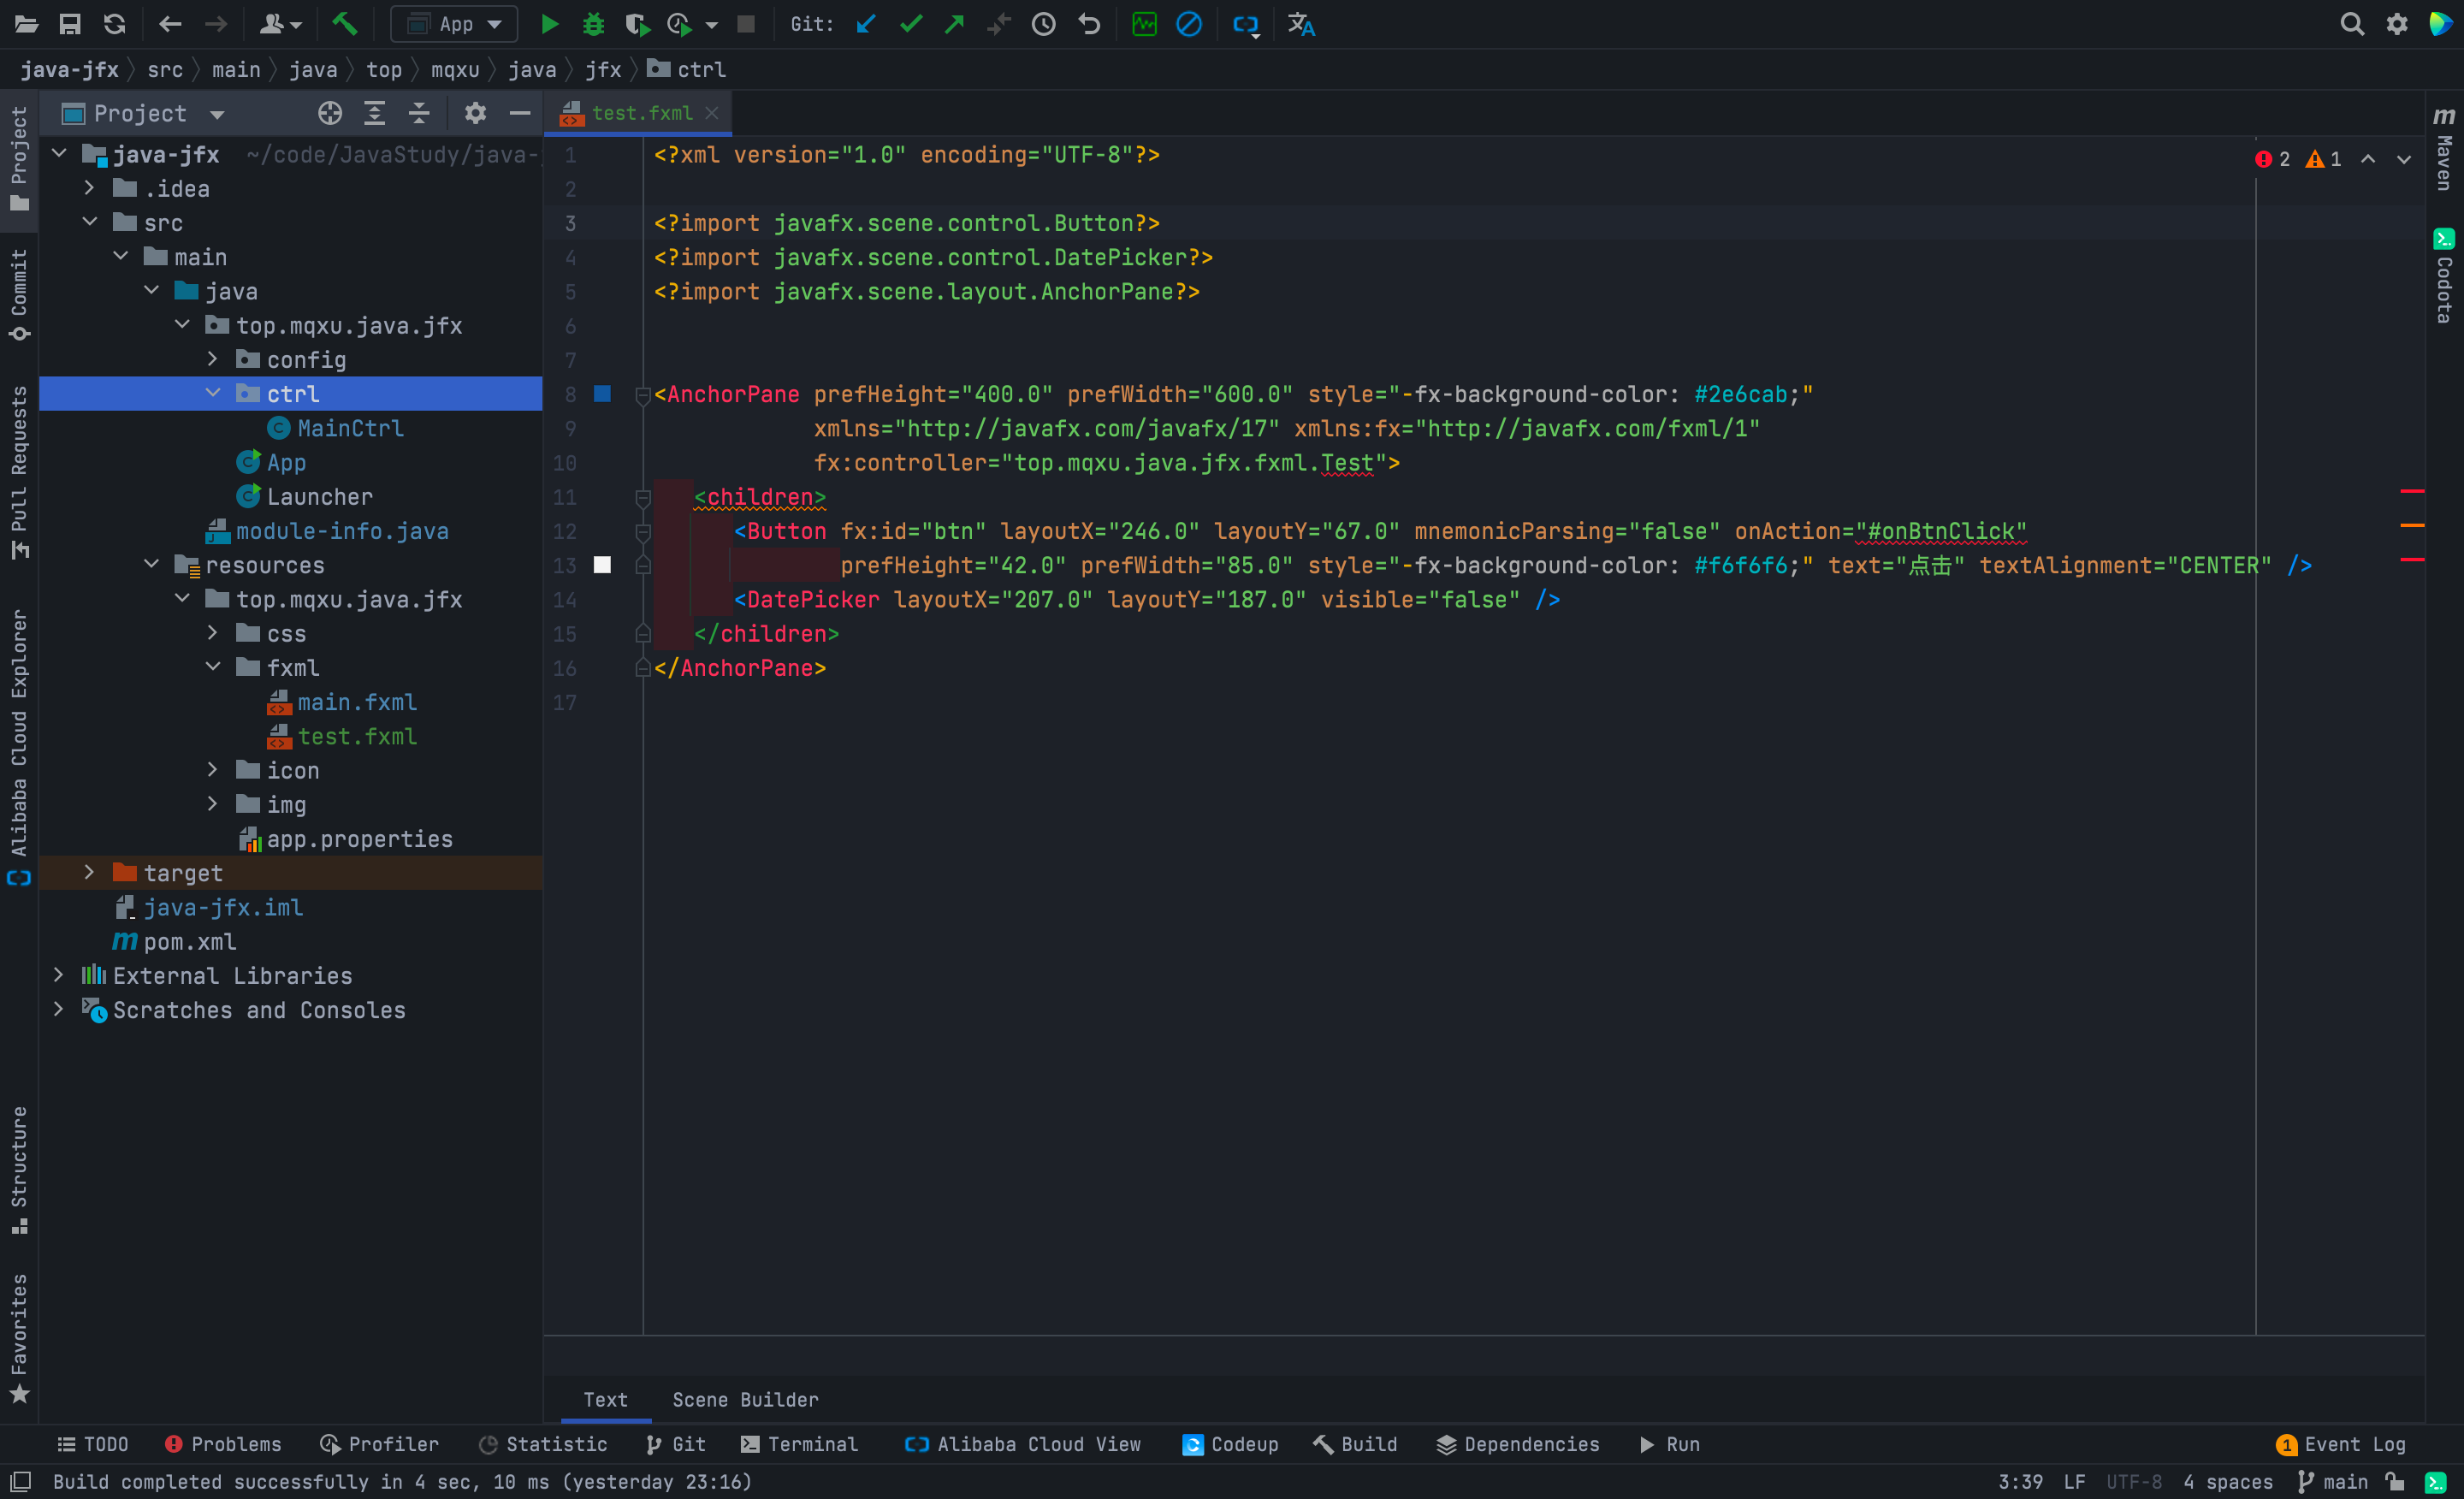 App
Git:
java-jfx src main java top mqxu java jfx ctrl
Project
test.fxml
2 1
Project
Commit
Pull Requests
Alibaba Cloud Explorer
Structure
Favorites
java-jfx ~/code/JavaStudy/java-
.idea
src
main
java
top.mqxu.java.jfx
config
ctrl
MainCtrl
App
Launcher
module-info.java
resources
top.mqxu.java.jfx
css
fxml
main.fxml
test.fxml
icon
img
app.properties
target
java-jfx.iml
pom.xml
External Libraries
Scratches and Consoles
1 <?xml version="1.0" encoding="UTF-8"?>
2
3 <?import javafx.scene.control.Button?>
4 <?import javafx.scene.control.DatePicker?>
5 <?import javafx.scene.layout.AnchorPane?>
6
7
8 <AnchorPane prefHeight="400.0" prefWidth="600.0" style="-fx-background-color: #2e6cab;"
9 xmlns="http://javafx.com/javafx/17" xmlns:fx="http://javafx.com/fxml/1"
10 fx:controller="top.mqxu.java.jfx.fxml.Test">
11 <children>
12 <Button fx:id="btn" layoutX="246.0" layoutY="67.0" mnemonicParsing="false" onAction="#onBtnClick"
13 prefHeight="42.0" prefWidth="85.0" style="-fx-background-color: #f6f6f6;" text="点击" textAlignment="CENTER" />
14 <DatePicker layoutX="207.0" layoutY="187.0" visible="false" />
15 </children>
16 </AnchorPane>
17
m Maven
Codota
Text Scene Builder
TODO Problems Profiler Statistic Git Terminal Alibaba Cloud View Codeup Build Dependencies Run 1 Event Log
Build completed successfully in 4 sec, 10 ms (yesterday 23:16) 3:39 LF UTF-8 4 spaces main